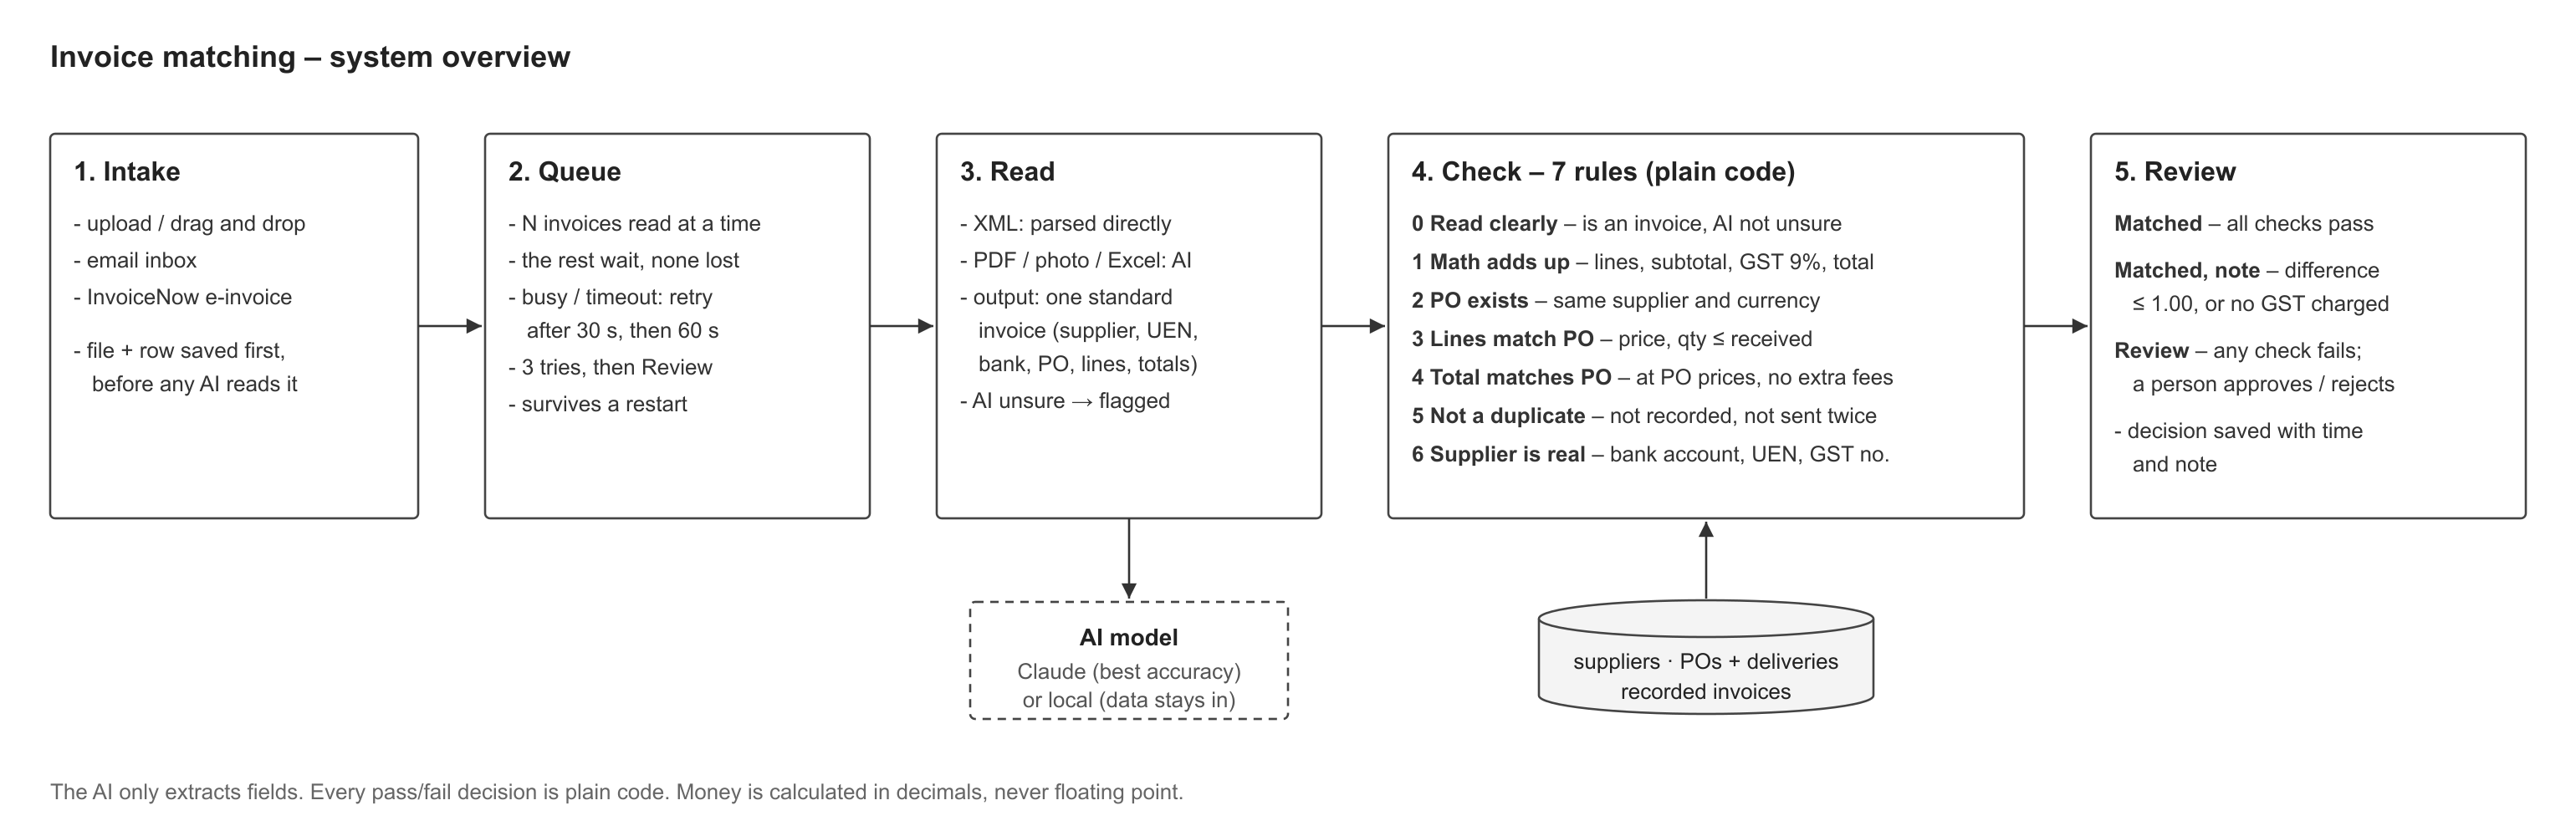 Invoice matching – system overview
1. Intake
- upload / drag and drop
- email inbox
- InvoiceNow e-invoice
- file + row saved first,
before any AI reads it
2. Queue
- N invoices read at a time
- the rest wait, none lost
- busy / timeout: retry
after 30 s, then 60 s
- 3 tries, then Review
- survives a restart
3. Read
- XML: parsed directly
- PDF / photo / Excel: AI
- output: one standard
invoice (supplier, UEN,
bank, PO, lines, totals)
- AI unsure → flagged
4. Check – 7 rules (plain code)
0 Read clearly – is an invoice, AI not unsure
1 Math adds up – lines, subtotal, GST 9%, total
2 PO exists – same supplier and currency
3 Lines match PO – price, qty ≤ received
4 Total matches PO – at PO prices, no extra fees
5 Not a duplicate – not recorded, not sent twice
6 Supplier is real – bank account, UEN, GST no.
5. Review
Matched – all checks pass
Matched, note – difference
≤ 1.00, or no GST charged
Review – any check fails;
a person approves / rejects
- decision saved with time
and note
AI model
Claude (best accuracy)
or local (data stays in)
suppliers · POs + deliveries
recorded invoices
The AI only extracts fields. Every pass/fail decision is plain code. Money is calculated in decimals, never floating point.